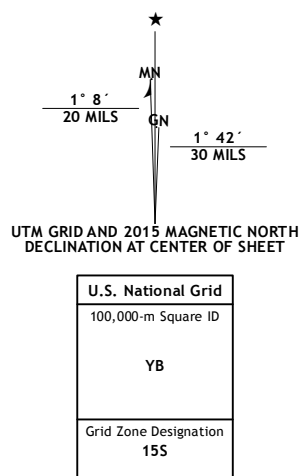 ★
MN
1° 8´
20 MILS
GN
1° 42´
30 MILS
UTM GRID AND 2015 MAGNETIC NORTH
DECLINATION AT CENTER OF SHEET
U.S. National Grid
100,000-m Square ID
YB
Grid Zone Designation
15S